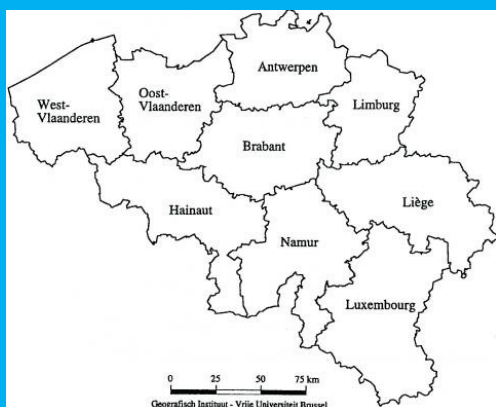 Antwerpen
West-
Vlaanderen
Oost-
Vlaanderen
Limburg
Brabant
Hainaut
Liège
Namur
Luxembourg
0 25 50 75 km
Geografisch Instituut - Vrije Universiteit Brussel